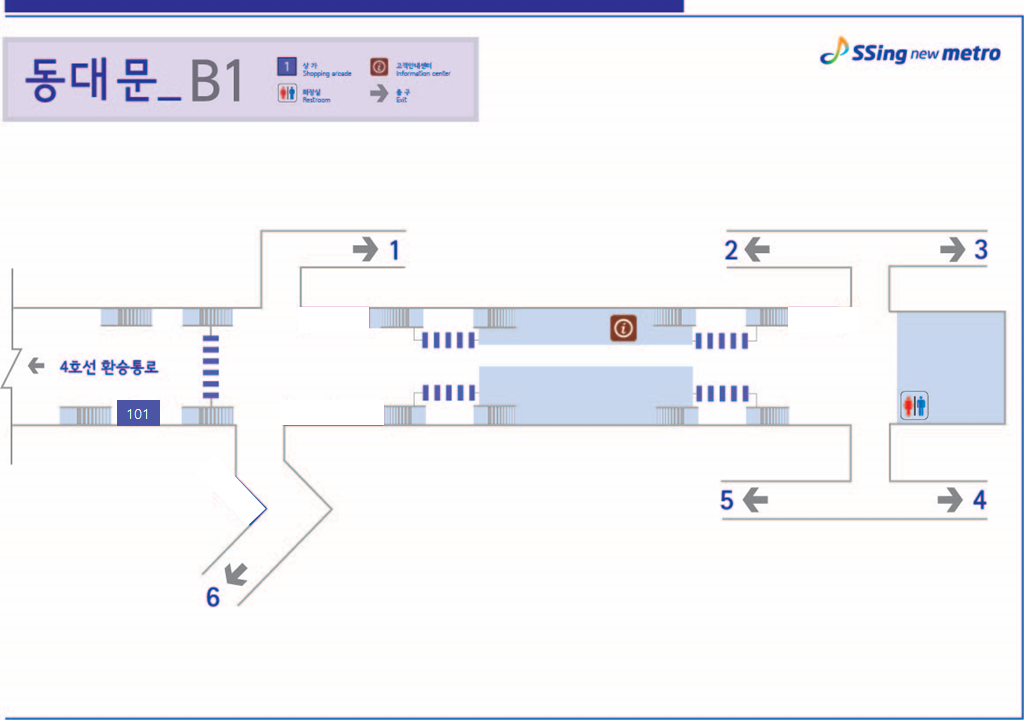 동대문_B1
1 상 가
Shopping arcade
고객안내센터
Information center
화장실
Restroom
출 구
Exit
SSing new metro
1
2
3
4호선 환승통로
101
5
4
6